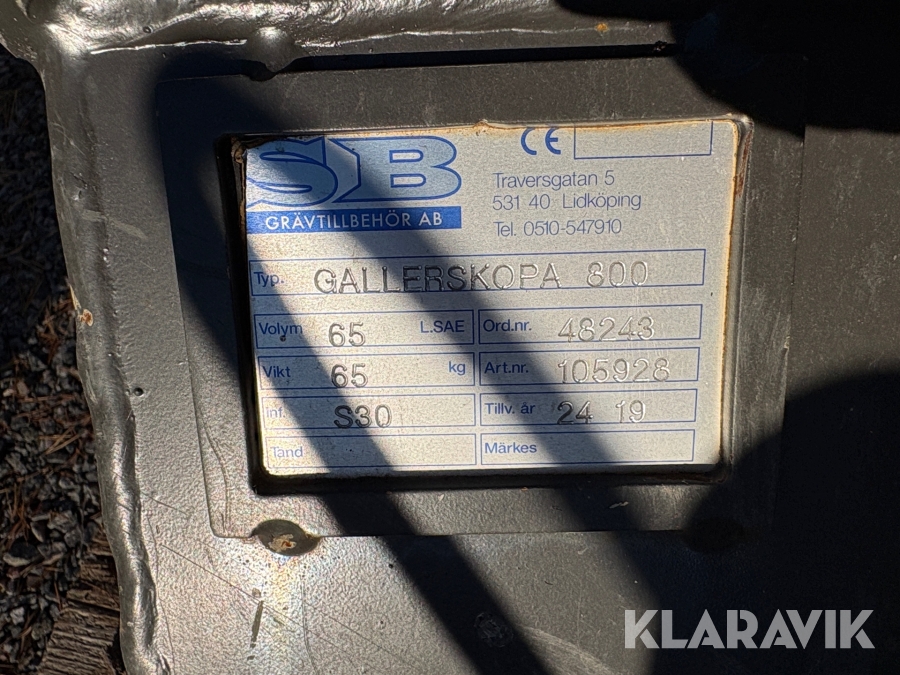 SB
GRÄVTILLBEHÖR AB
CE
Traversgatan 5
531 40 Lidköping
Tel. 0510-547910
Typ. GALLERSKOPA 800
Volym 65 L.SAE Ord.nr. 48243
Vikt 65 kg Art.nr. 105928
inf. S30 Tillv. år 24 19
Tand Märkes
KLARAVIK